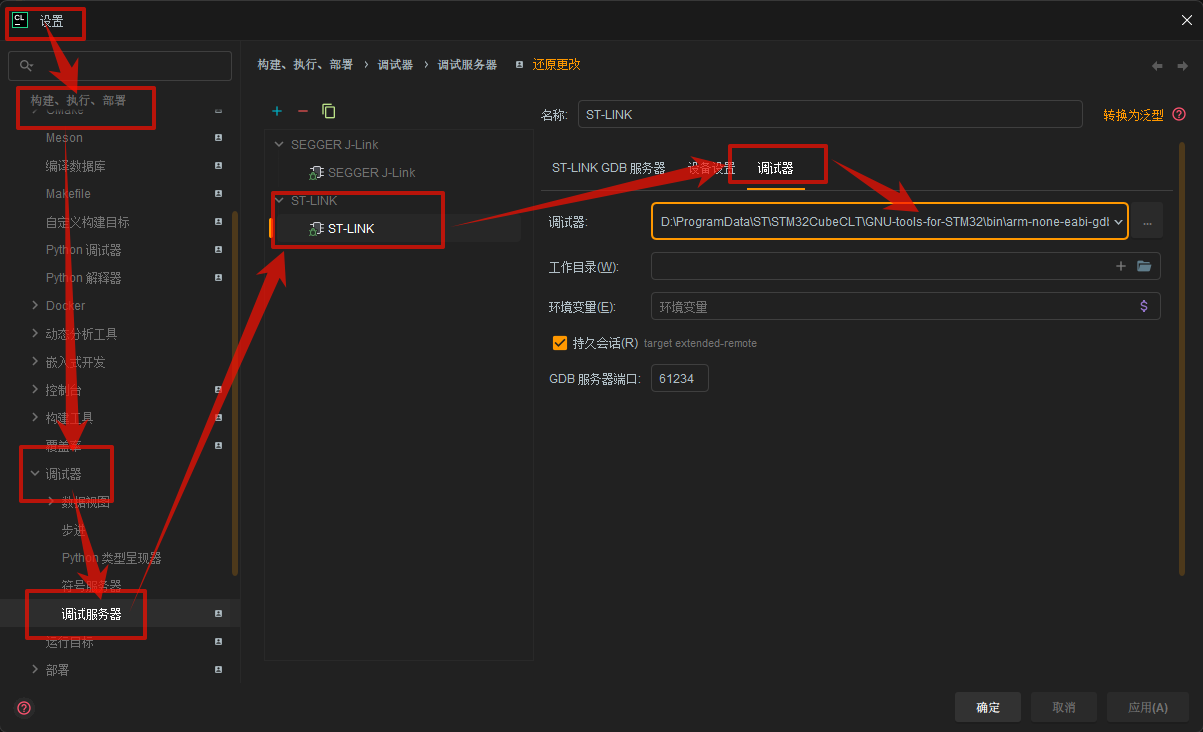 CL
设置
构建、执行、部署
CMake
Meson
编译数据库
Makefile
自定义构建目标
Python 调试器
Python 解释器
Docker
动态分析工具
嵌入式开发
控制台
构建工具
覆盖率
调试器
数据视图
步进
Python 类型呈现器
符号服务器
调试服务器
运行目标
部署
构建、执行、部署 › 调试器 › 调试服务器 还原更改
SEGGER J-Link
SEGGER J-Link
ST-LINK
ST-LINK
名称: ST-LINK 转换为泛型
ST-LINK GDB 服务器 设备设置 调试器
调试器: D:\ProgramData\ST\STM32CubeCLT\GNU-tools-for-STM32\bin\arm-none-eabi-gdb ...
工作目录(W):
环境变量(E): 环境变量 $
持久会话(R) target extended-remote
GDB 服务器端口: 61234
确定 取消 应用(A)